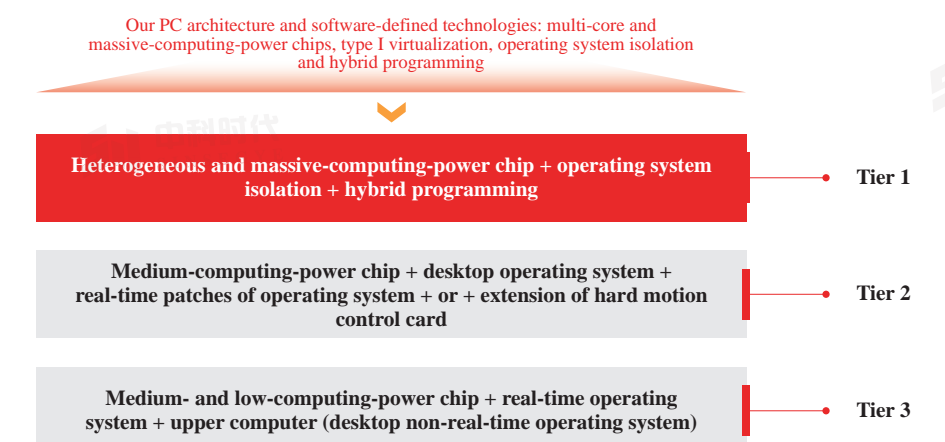 Our PC architecture and software-defined technologies: multi-core and
massive-computing-power chips, type I virtualization, operating system isolation
and hybrid programming
中科时代
Heterogeneous and massive-computing-power chip + operating system
isolation + hybrid programming
Tier 1
Medium-computing-power chip + desktop operating system +
real-time patches of operating system + or + extension of hard motion
control card
Tier 2
Medium- and low-computing-power chip + real-time operating
system + upper computer (desktop non-real-time operating system)
Tier 3